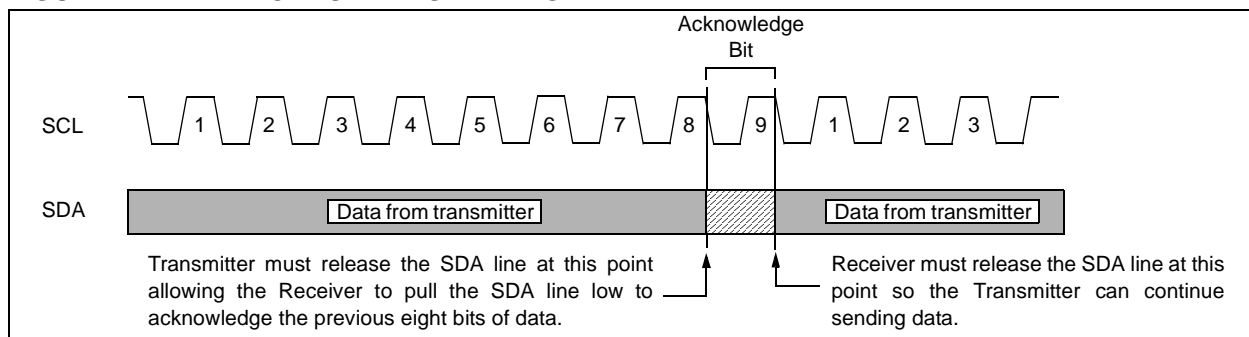 Acknowledge
Bit
SCL
1 2 3 4 5 6 7 8 9 1 2 3
SDA
Data from transmitter
Data from transmitter
Transmitter must release the SDA line at this point
allowing the Receiver to pull the SDA line low to
acknowledge the previous eight bits of data.
Receiver must release the SDA line at this
point so the Transmitter can continue
sending data.